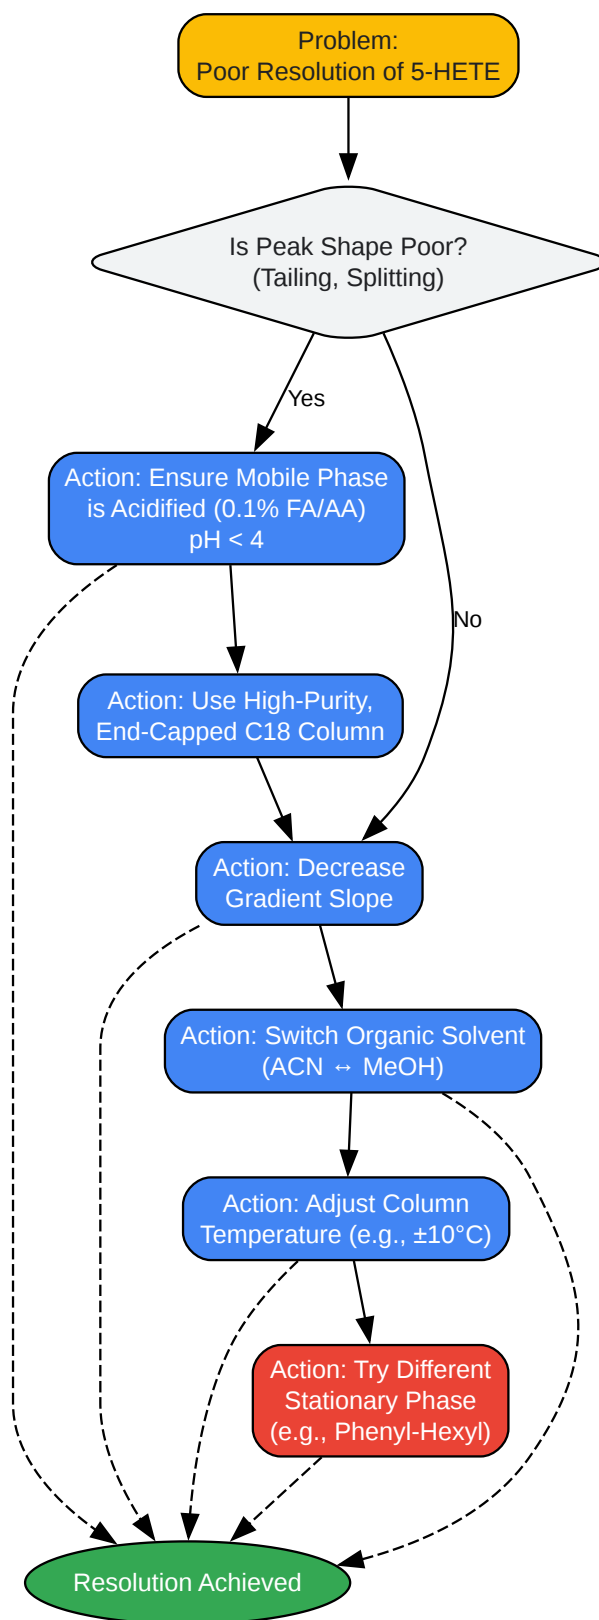 Problem:
Poor Resolution of 5-HETE
Is Peak Shape Poor?
(Tailing, Splitting)
Yes
Action: Ensure Mobile Phase
is Acidified (0.1% FA/AA)
pH < 4
No
Action: Use High-Purity,
End-Capped C18 Column
Action: Decrease
Gradient Slope
Action: Switch Organic Solvent
(ACN ↔ MeOH)
Action: Adjust Column
Temperature (e.g., ±10°C)
Action: Try Different
Stationary Phase
(e.g., Phenyl-Hexyl)
Resolution Achieved